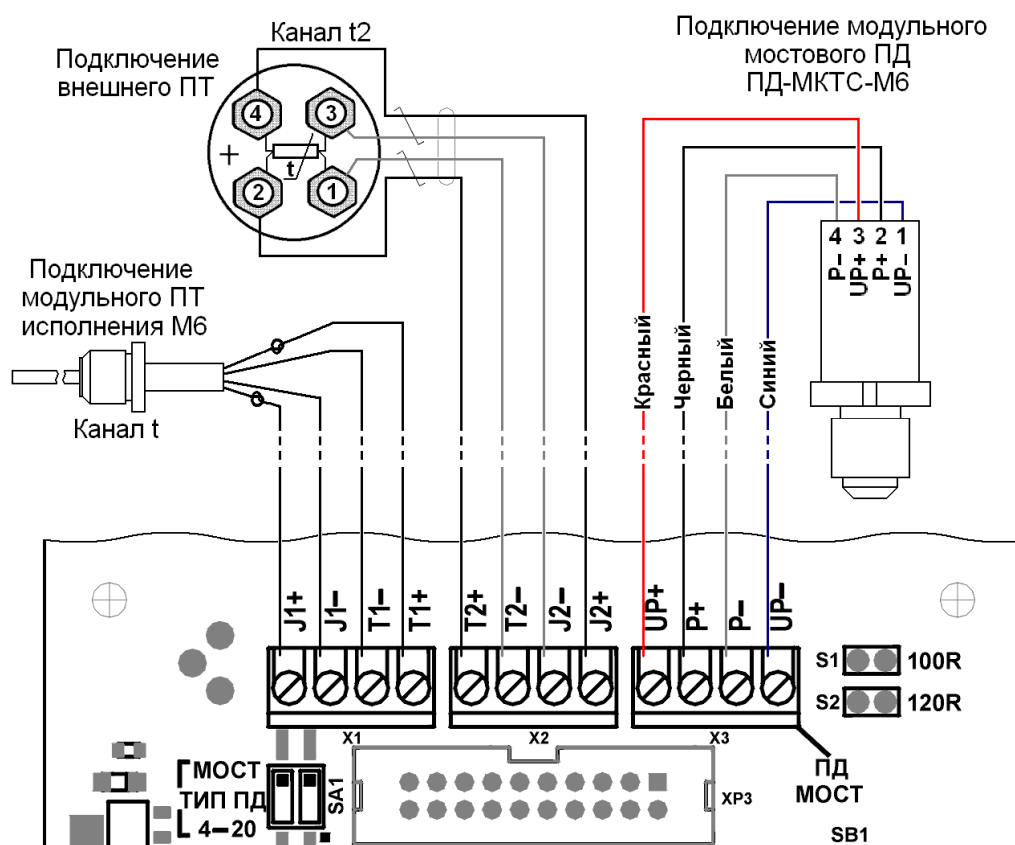 Канал t2
Подключение
внешнего ПТ
Подключение модульного
мостового ПД
ПД-МКТС-М6
4
3
+
t
2
1
4 3 2 1
P−
UP+
P+
UP−
Подключение
модульного ПТ
исполнения М6
Канал t
Красный
Черный
Белый
Синий
J1+
J1−
T1−
T1+
T2+
T2−
J2−
J2+
UP+
P+
P−
UP−
S1 100R
S2 120R
X1
X2
X3
МОСТ
ТИП ПД
4−20
SA1
XP3
ПД
МОСТ
SB1